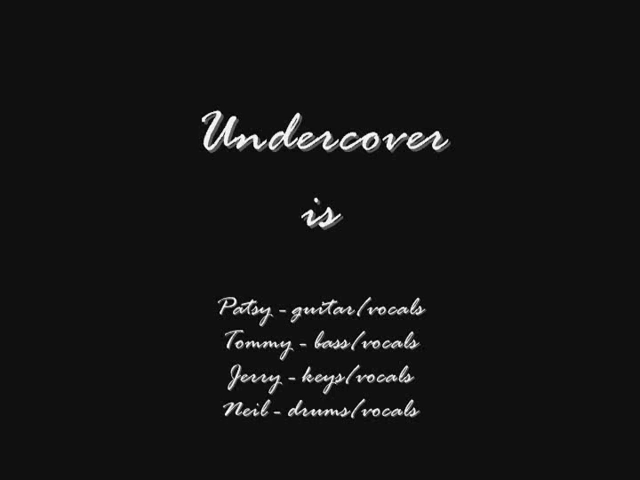 Undercover
is
Patsy - guitar/vocals
Tommy - bass/vocals
Jerry - keys/vocals
Neil - drums/vocals